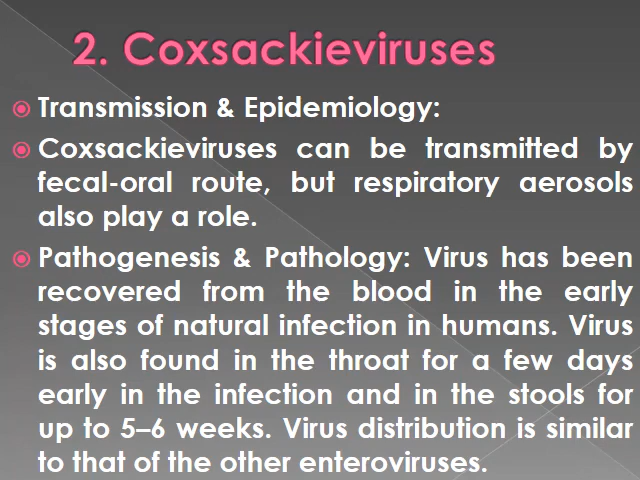 2. Coxsackieviruses
Transmission & Epidemiology:
Coxsackieviruses can be transmitted by
fecal-oral route, but respiratory aerosols
also play a role.
Pathogenesis & Pathology: Virus has been
recovered from the blood in the early
stages of natural infection in humans. Virus
is also found in the throat for a few days
early in the infection and in the stools for
up to 5–6 weeks. Virus distribution is similar
to that of the other enteroviruses.